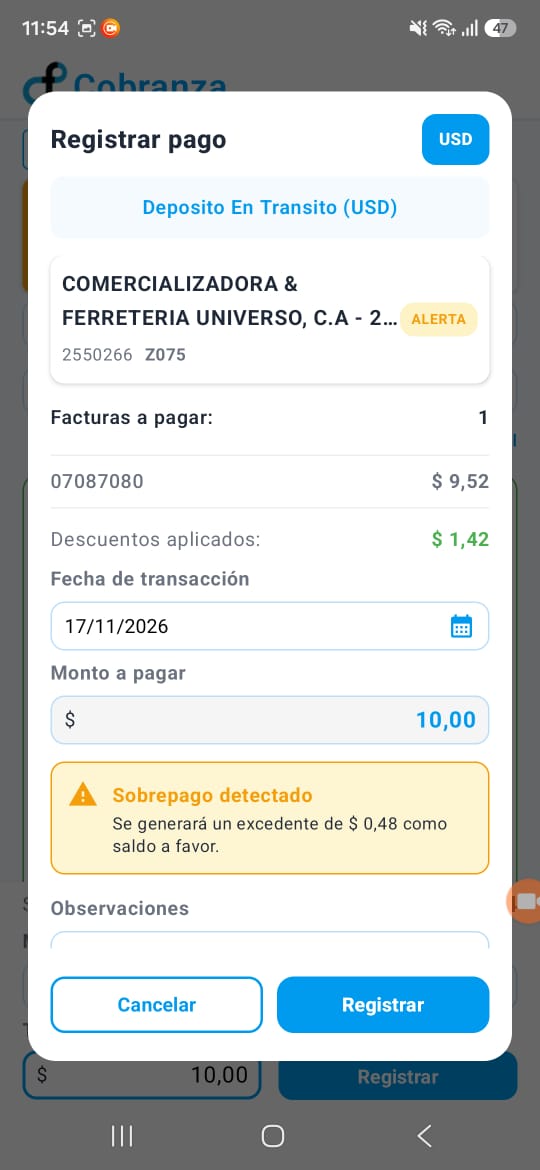 11:54
47
Cobranza
Registrar pago
USD
Deposito En Transito (USD)
COMERCIALIZADORA &
FERRETERIA UNIVERSO, C.A - 2...
ALERTA
2550266 Z075
Facturas a pagar:
1
07087080
$ 9,52
Descuentos aplicados:
$ 1,42
Fecha de transacción
17/11/2026
Monto a pagar
$
10,00
Sobrepago detectado
Se generará un excedente de $ 0,48 como
saldo a favor.
Observaciones
Cancelar
Registrar
$
10,00
Registrar